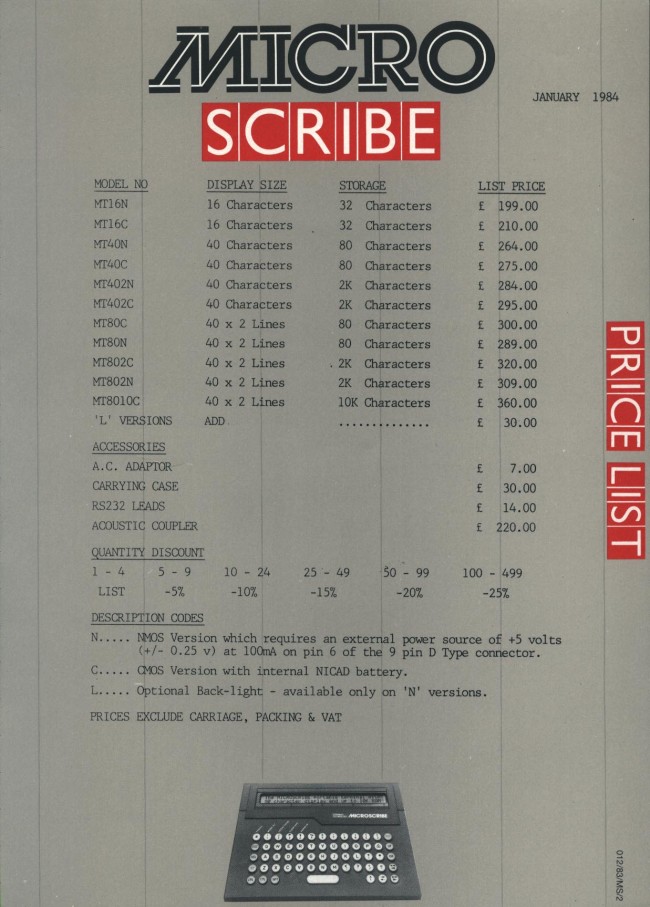 MICRO
SCRIBE
JANUARY 1984
MODEL NO DISPLAY SIZE STORAGE LIST PRICE
MT16N 16 Characters 32 Characters £ 199.00
MT16C 16 Characters 32 Characters £ 210.00
MT40N 40 Characters 80 Characters £ 264.00
MT40C 40 Characters 80 Characters £ 275.00
MT402N 40 Characters 2K Characters £ 284.00
MT402C 40 Characters 2K Characters £ 295.00
MT80C 40 x 2 Lines 80 Characters £ 300.00
MT80N 40 x 2 Lines 80 Characters £ 289.00
MT802C 40 x 2 Lines 2K Characters £ 320.00
MT802N 40 x 2 Lines 2K Characters £ 309.00
MT8010C 40 x 2 Lines 10K Characters £ 360.00
'L' VERSIONS ADD .............. £ 30.00
ACCESSORIES
A.C. ADAPTOR £ 7.00
CARRYING CASE £ 30.00
RS232 LEADS £ 14.00
ACOUSTIC COUPLER £ 220.00
QUANTITY DISCOUNT
1 - 4 5 - 9 10 - 24 25 - 49 50 - 99 100 - 499
LIST -5% -10% -15% -20% -25%
DESCRIPTION CODES
N..... NMOS Version which requires an external power source of +5 volts
(+/- 0.25 v) at 100mA on pin 6 of the 9 pin D Type connector.
C..... CMOS Version with internal NICAD battery.
L..... Optional Back-light - available only on 'N' versions.
PRICES EXCLUDE CARRIAGE, PACKING & VAT
PRICE LIST
MICROSCRIBE
012/83/MS/2